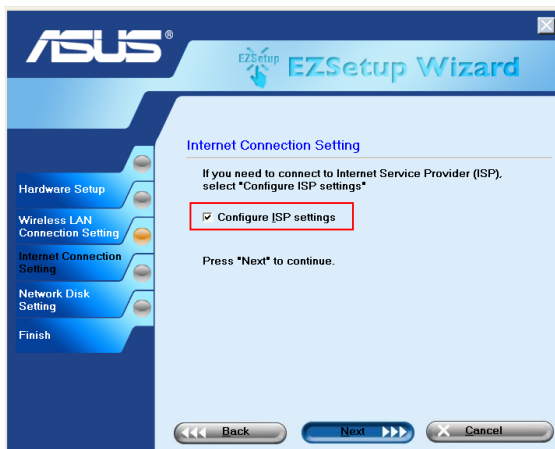 ASUS®
EZSetup
EZSetup Wizard
Hardware Setup
Wireless LAN
Connection Setting
Internet Connection
Setting
Network Disk
Setting
Finish
Internet Connection Setting
If you need to connect to Internet Service Provider (ISP),
select "Configure ISP settings"
Configure ISP settings
Press "Next" to continue.
Back
Next
Cancel